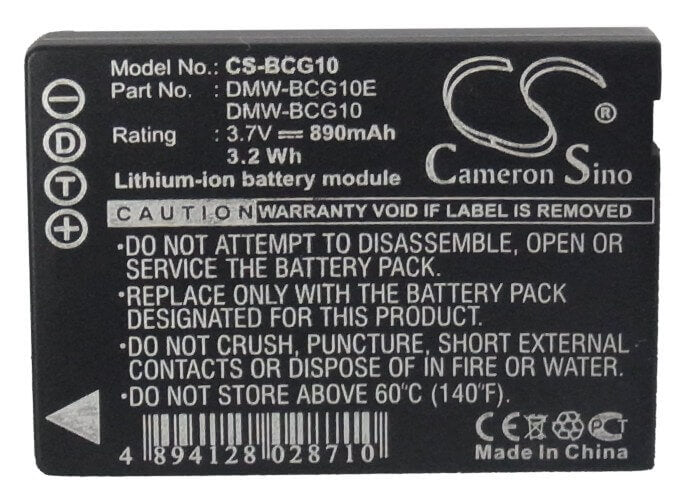 Model No.: CS-BCG10
Part No. : DMW-BCG10E
DMW-BCG10
Rating : 3.7V 890mAh
3.2 Wh
Lithium-ion battery module
CS ®
Cameron Sino
− D T +
CAUTION WARRANTY VOID IF LABEL IS REMOVED
•DO NOT ATTEMPT TO DISASSEMBLE, OPEN OR
SERVICE THE BATTERY PACK.
•REPLACE ONLY WITH THE BATTERY PACK
DESIGNATED FOR THIS PRODUCT.
•DO NOT CRUSH, PUNCTURE, SHORT EXTERNAL
CONTACTS OR DISPOSE OF IN FIRE OR WATER.
•DO NOT STORE ABOVE 60°C (140°F).
4 894128 028710
CE PCT
Made in China